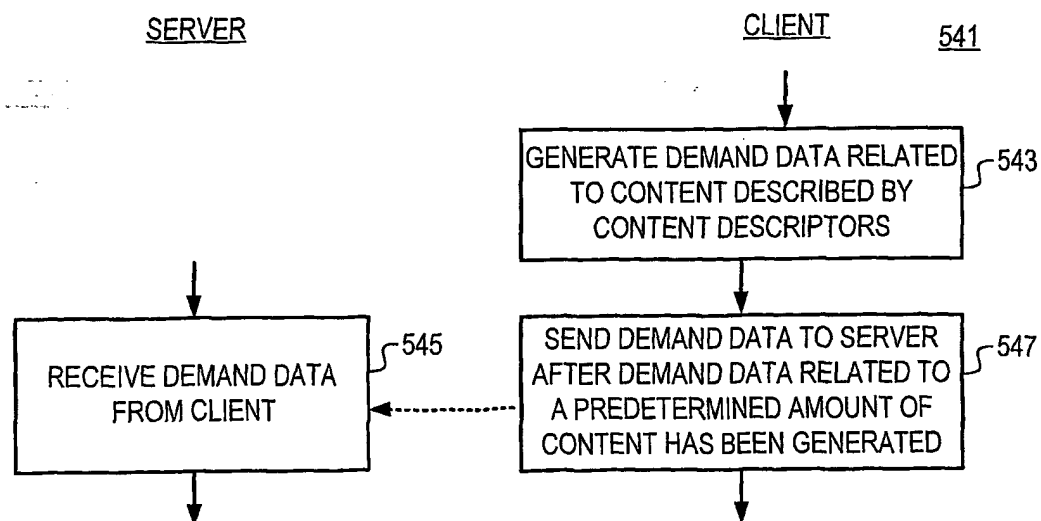 SERVER
CLIENT
541
GENERATE DEMAND DATA RELATED
TO CONTENT DESCRIBED BY
CONTENT DESCRIPTORS
543
RECEIVE DEMAND DATA
FROM CLIENT
545
SEND DEMAND DATA TO SERVER
AFTER DEMAND DATA RELATED TO
A PREDETERMINED AMOUNT OF
CONTENT HAS BEEN GENERATED
547